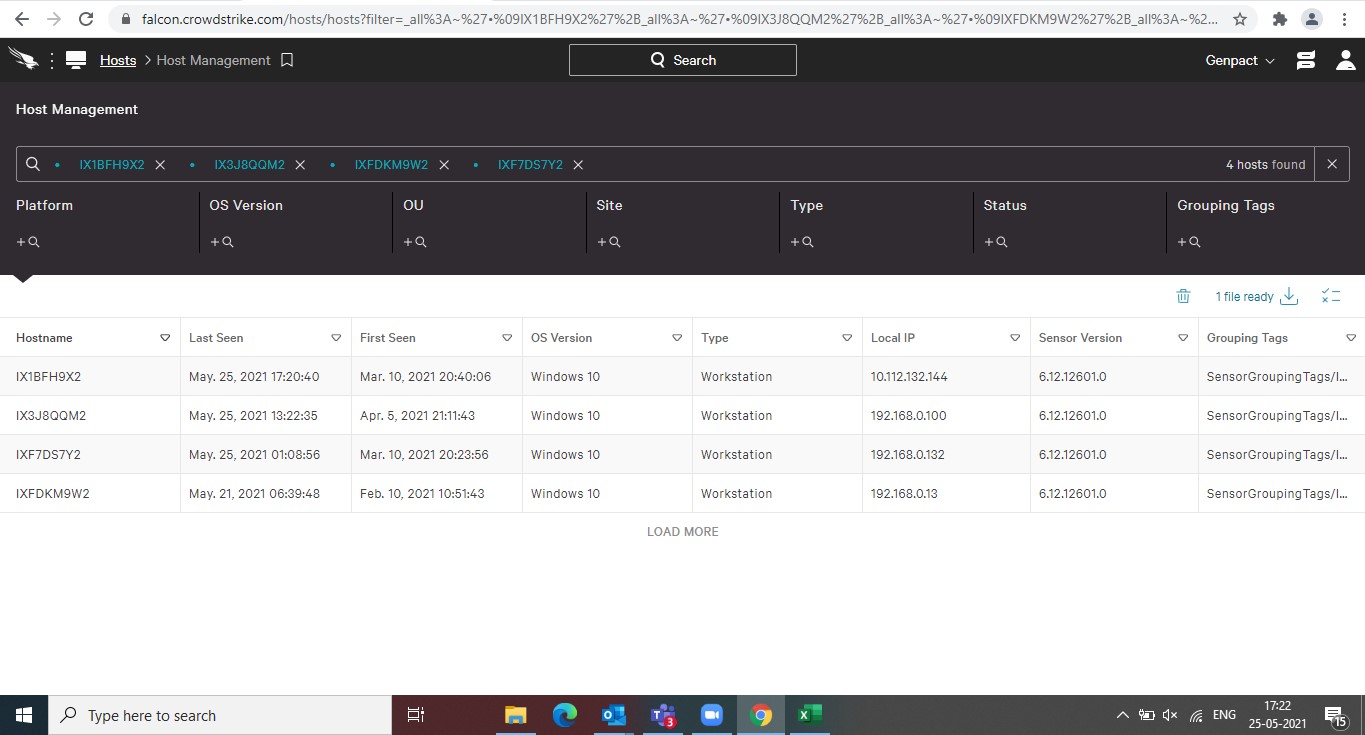 falcon.crowdstrike.com/hosts/hosts?filter=_all%3A~%27•%09IX1BFH9X2%27%2B_all%3A~%27•%09IX3J8QQM2%27%2B_all%3A~%27•%09IXFDKM9W2%27%2B_all%3A~%2...
Hosts > Host Management Search Genpact
Host Management
• IX1BFH9X2 • IX3J8QQM2 • IXFDKM9W2 • IXF7DS7Y2 4 hosts found
Platform OS Version OU Site Type Status Grouping Tags
1 file ready
Hostname Last Seen First Seen OS Version Type Local IP Sensor Version Grouping Tags
IX1BFH9X2 May. 25, 2021 17:20:40 Mar. 10, 2021 20:40:06 Windows 10 Workstation 10.112.132.144 6.12.12601.0 SensorGroupingTags/I...
IX3J8QQM2 May. 25, 2021 13:22:35 Apr. 5, 2021 21:11:43 Windows 10 Workstation 192.168.0.100 6.12.12601.0 SensorGroupingTags/I...
IXF7DS7Y2 May. 25, 2021 01:08:56 Mar. 10, 2021 20:23:56 Windows 10 Workstation 192.168.0.132 6.12.12601.0 SensorGroupingTags/I...
IXFDKM9W2 May. 21, 2021 06:39:48 Feb. 10, 2021 10:51:43 Windows 10 Workstation 192.168.0.13 6.12.12601.0 SensorGroupingTags/I...
LOAD MORE
Type here to search 3 ENG 17:22 15
25-05-2021